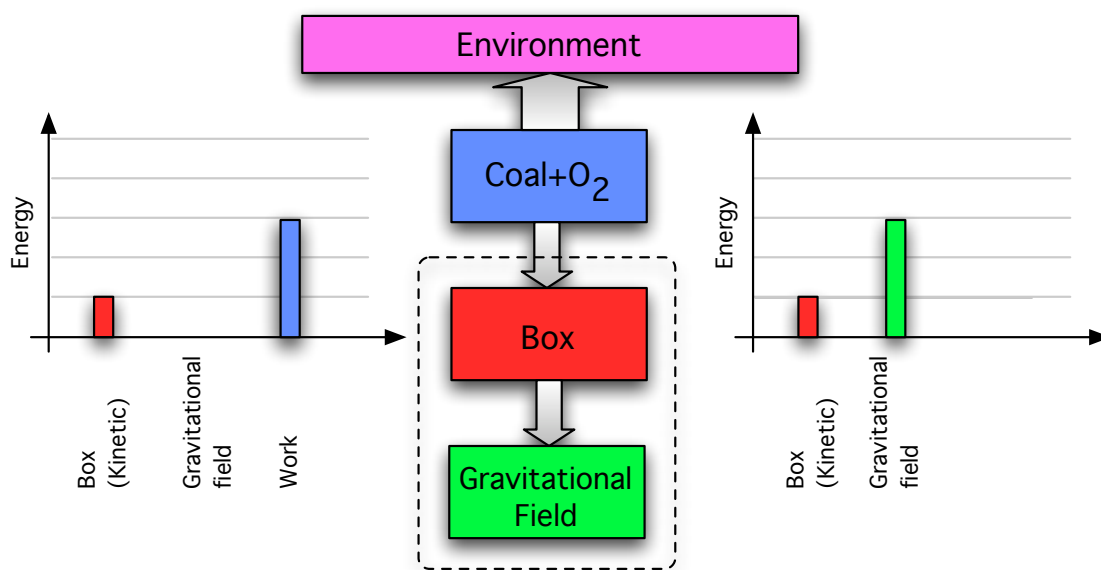 Environment
Coal+O2
Box
Gravitational
Field
Energy
Box
(Kinetic)
Gravitational
field
Work
Energy
Box
(Kinetic)
Gravitational
field